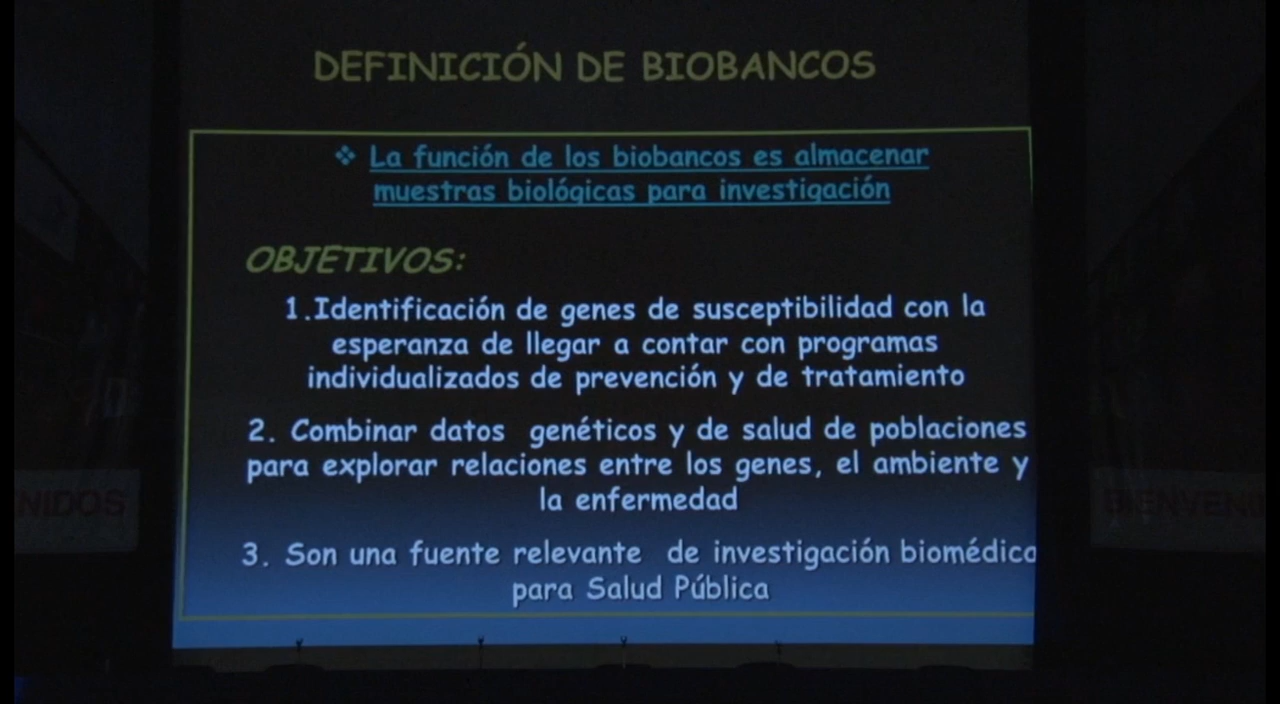 DEFINICIÓN DE BIOBANCOS
❖ La función de los biobancos es almacenar
muestras biológicas para investigación
OBJETIVOS:
1.Identificación de genes de susceptibilidad con la
esperanza de llegar a contar con programas
individualizados de prevención y de tratamiento
2. Combinar datos genéticos y de salud de poblaciones
para explorar relaciones entre los genes, el ambiente y
la enfermedad
3. Son una fuente relevante de investigación biomédica
para Salud Pública
NIDOS
BIENVENI